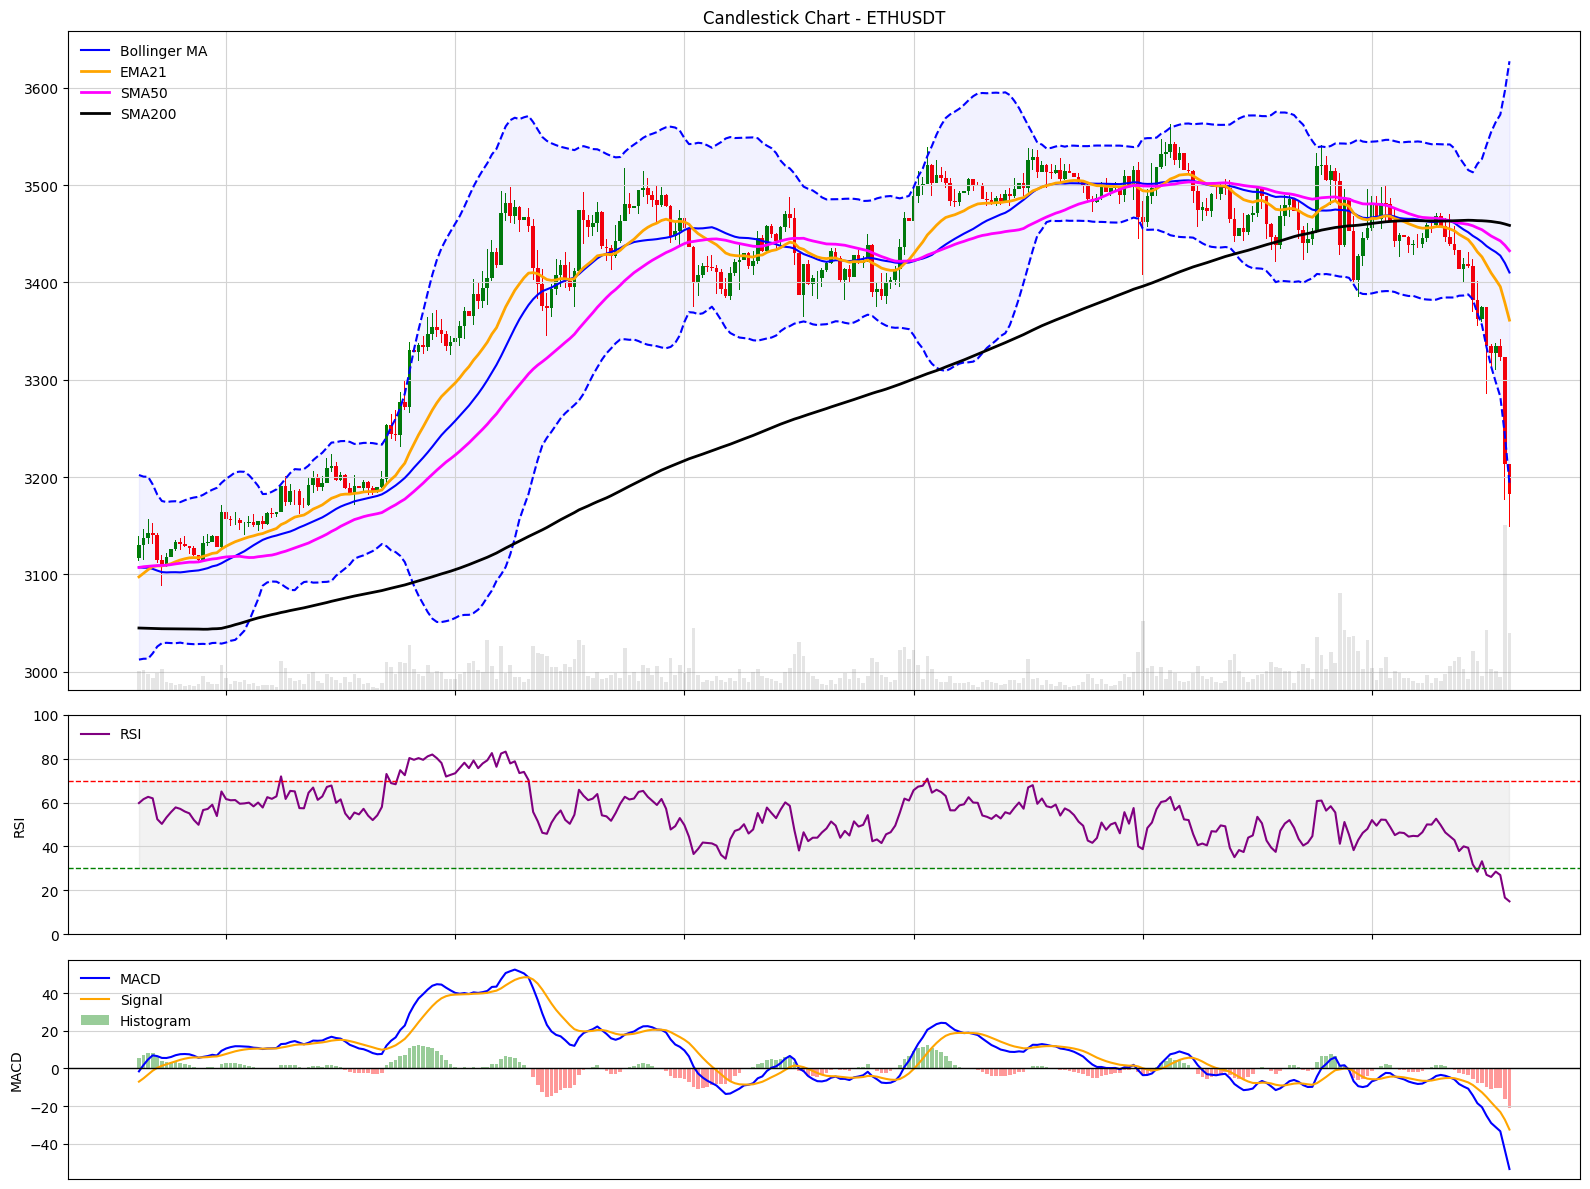 Candlestick Chart - ETHUSDT
Bollinger MA
EMA21
SMA50
SMA200
3600
3500
3400
3300
3200
3100
3000
100
80
60
40
20
0
RSI
RSI
MACD
Signal
Histogram
40
20
0
−20
−40
MACD